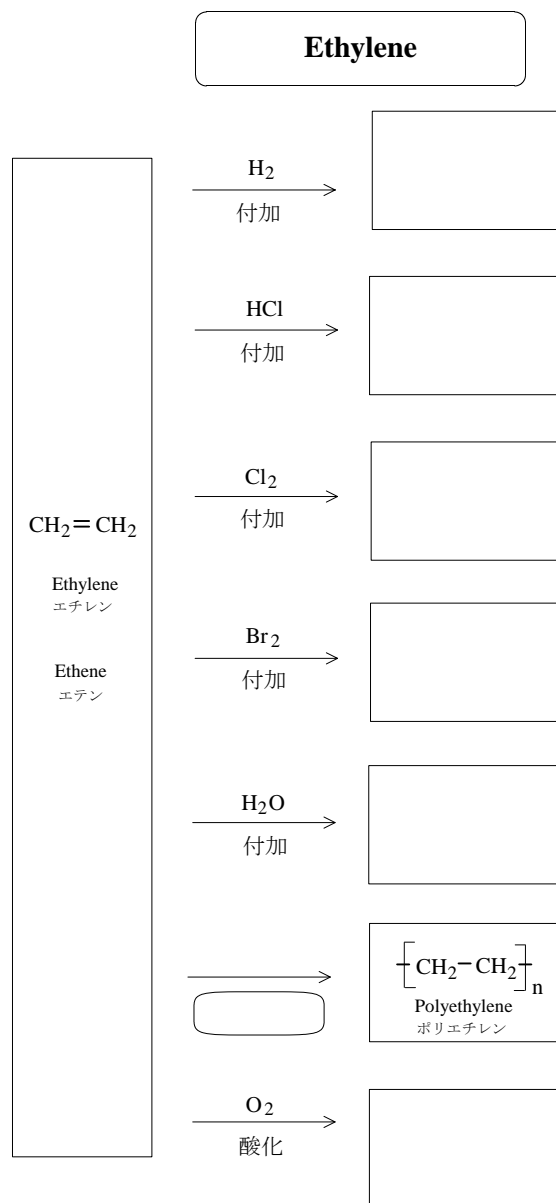 Ethylene
H2
付加
HCl
付加
Cl2
付加
CH2=CH2
Ethylene
エチレン
Ethene
エテン
Br2
付加
H2O
付加
[CH2-CH2]n
Polyethylene
ポリエチレン
O2
酸化